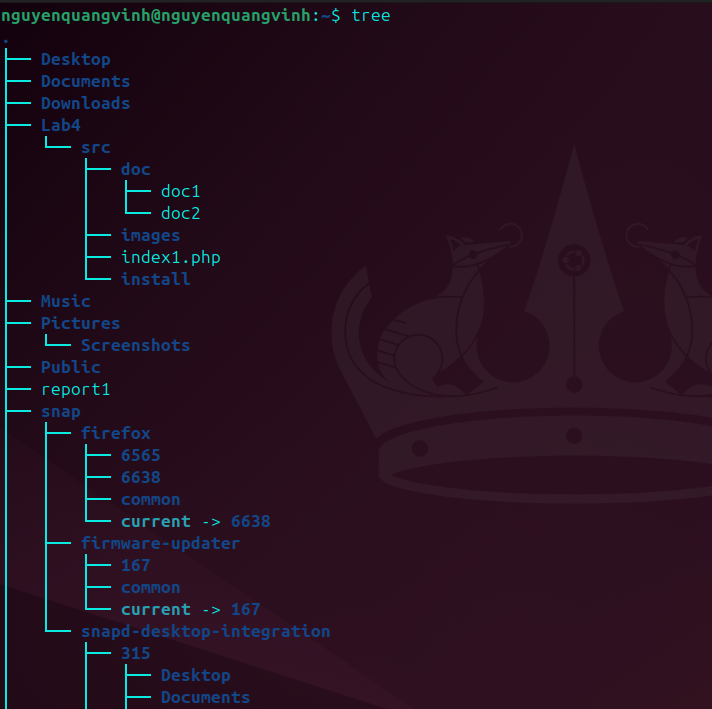 nguyenquangvinh@nguyenquangvinh:~$ tree
.
├── Desktop
├── Documents
├── Downloads
├── Lab4
│   └── src
│       ├── doc
│       │   ├── doc1
│       │   └── doc2
│       ├── images
│       ├── index1.php
│       └── install
├── Music
├── Pictures
│   └── Screenshots
├── Public
├── report1
├── snap
│   ├── firefox
│   │   ├── 6565
│   │   ├── 6638
│   │   ├── common
│   │   └── current -> 6638
│   ├── firmware-updater
│   │   ├── 167
│   │   ├── common
│   │   └── current -> 167
│   └── snapd-desktop-integration
│       ├── 315
│       │   ├── Desktop
│       │   ├── Documents